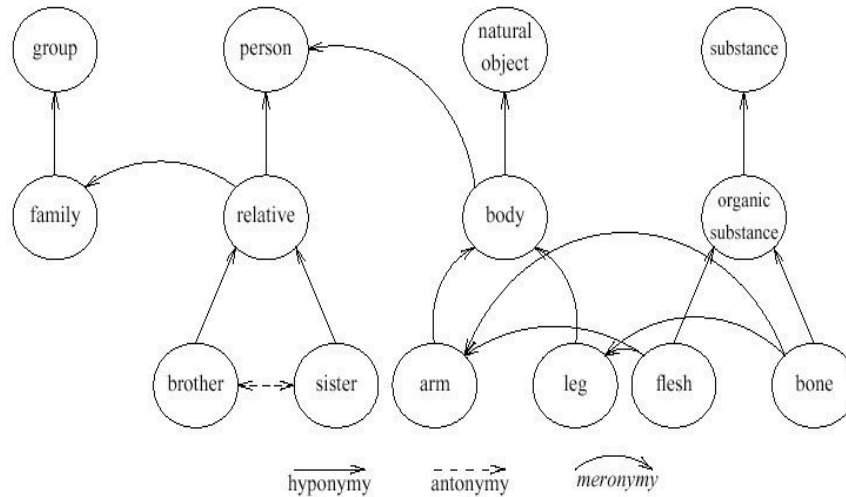 group
person
natural
object
substance
family
relative
body
organic
substance
brother
sister
arm
leg
flesh
bone
hyponymy
antonymy
meronymy